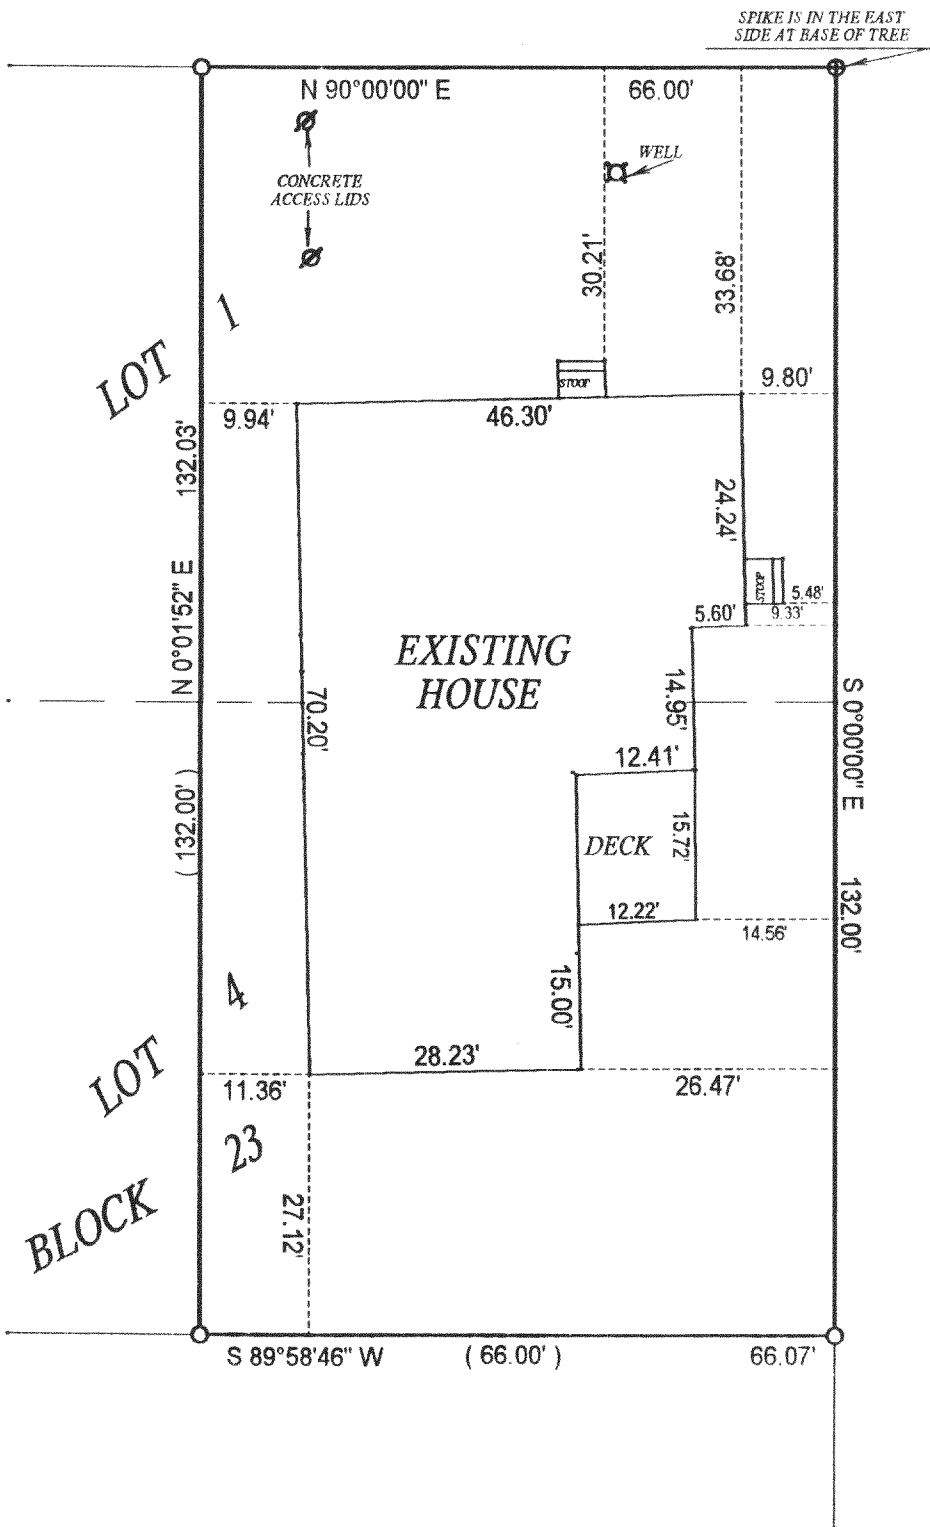 SPIKE IS IN THE EAST
SIDE AT BASE OF TREE
N 90°00'00" E 66.00'
WELL
CONCRETE
ACCESS LIDS
30.21'
33.68'
LOT 1
STOOP
9.80'
9.94'
46.30'
132.03'
24.24'
STOOP
5.48'
5.60'
9.33'
N 0°01'52" E
EXISTING
HOUSE
14.95'
S 0°00'00" E
70.20'
12.41'
( 132.00' )
DECK
15.72'
132.00'
12.22'
14.56'
15.00'
LOT 4
28.23'
11.36'
26.47'
BLOCK 23
27.12'
S 89°58'46" W ( 66.00' ) 66.07'